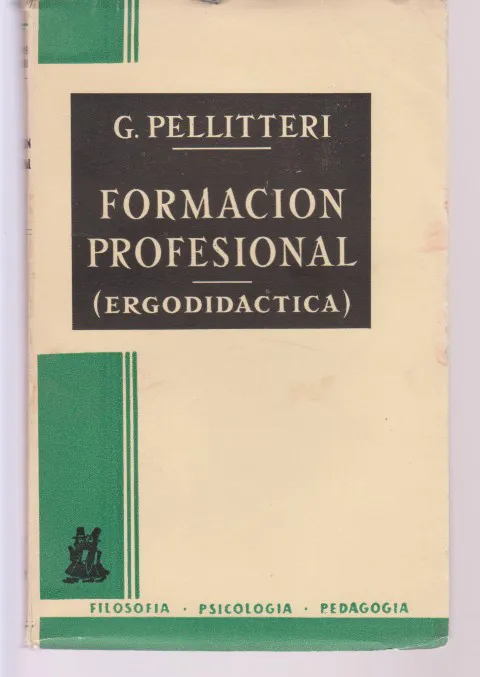 G. PELLITTERI
FORMACION
PROFESIONAL
(ERGODIDACTICA)
FILOSOFIA · PSICOLOGIA · PEDAGOGIA